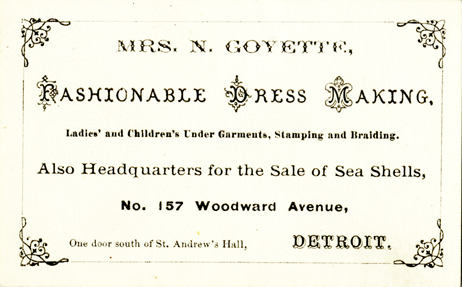 MRS. N. GOYETTE,
FASHIONABLE DRESS MAKING,
Ladies' and Children's Under Garments, Stamping and Braiding.
Also Headquarters for the Sale of Sea Shells,
No. 157 Woodward Avenue,
One door south of St. Andrew's Hall, DETROIT.